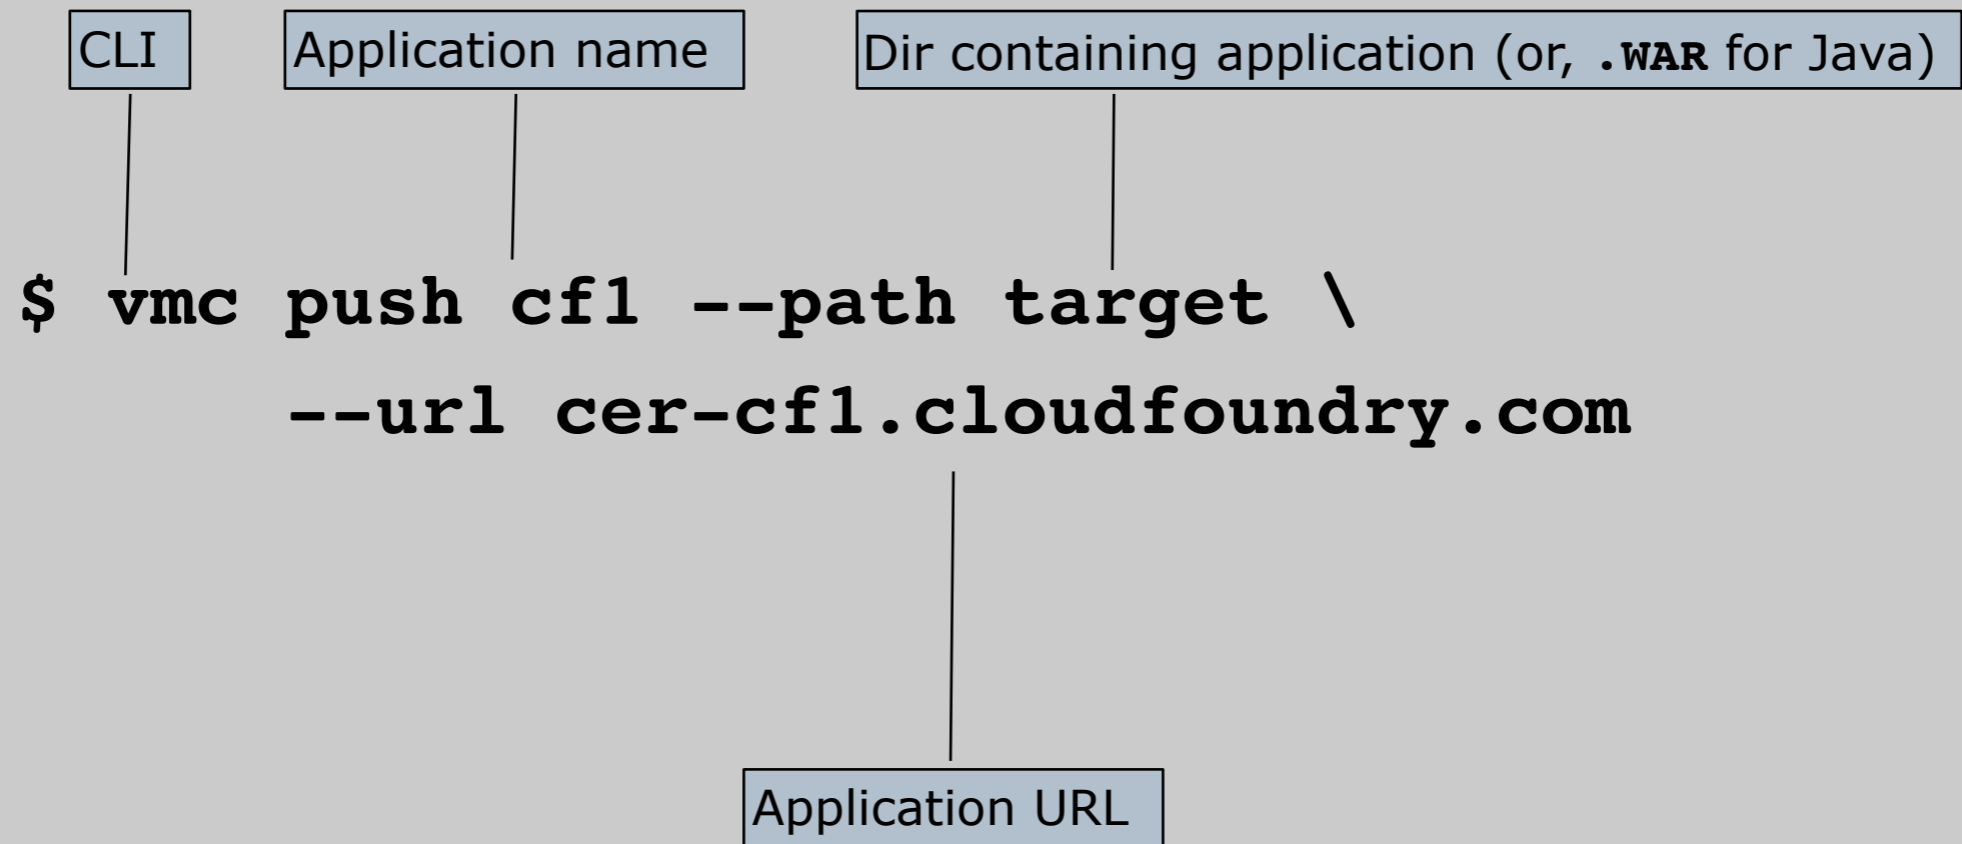 CLI
Application name
Dir containing application (or, .WAR for Java)
$ vmc push cf1 --path target \
--url cer-cf1.cloudfoundry.com
Application URL